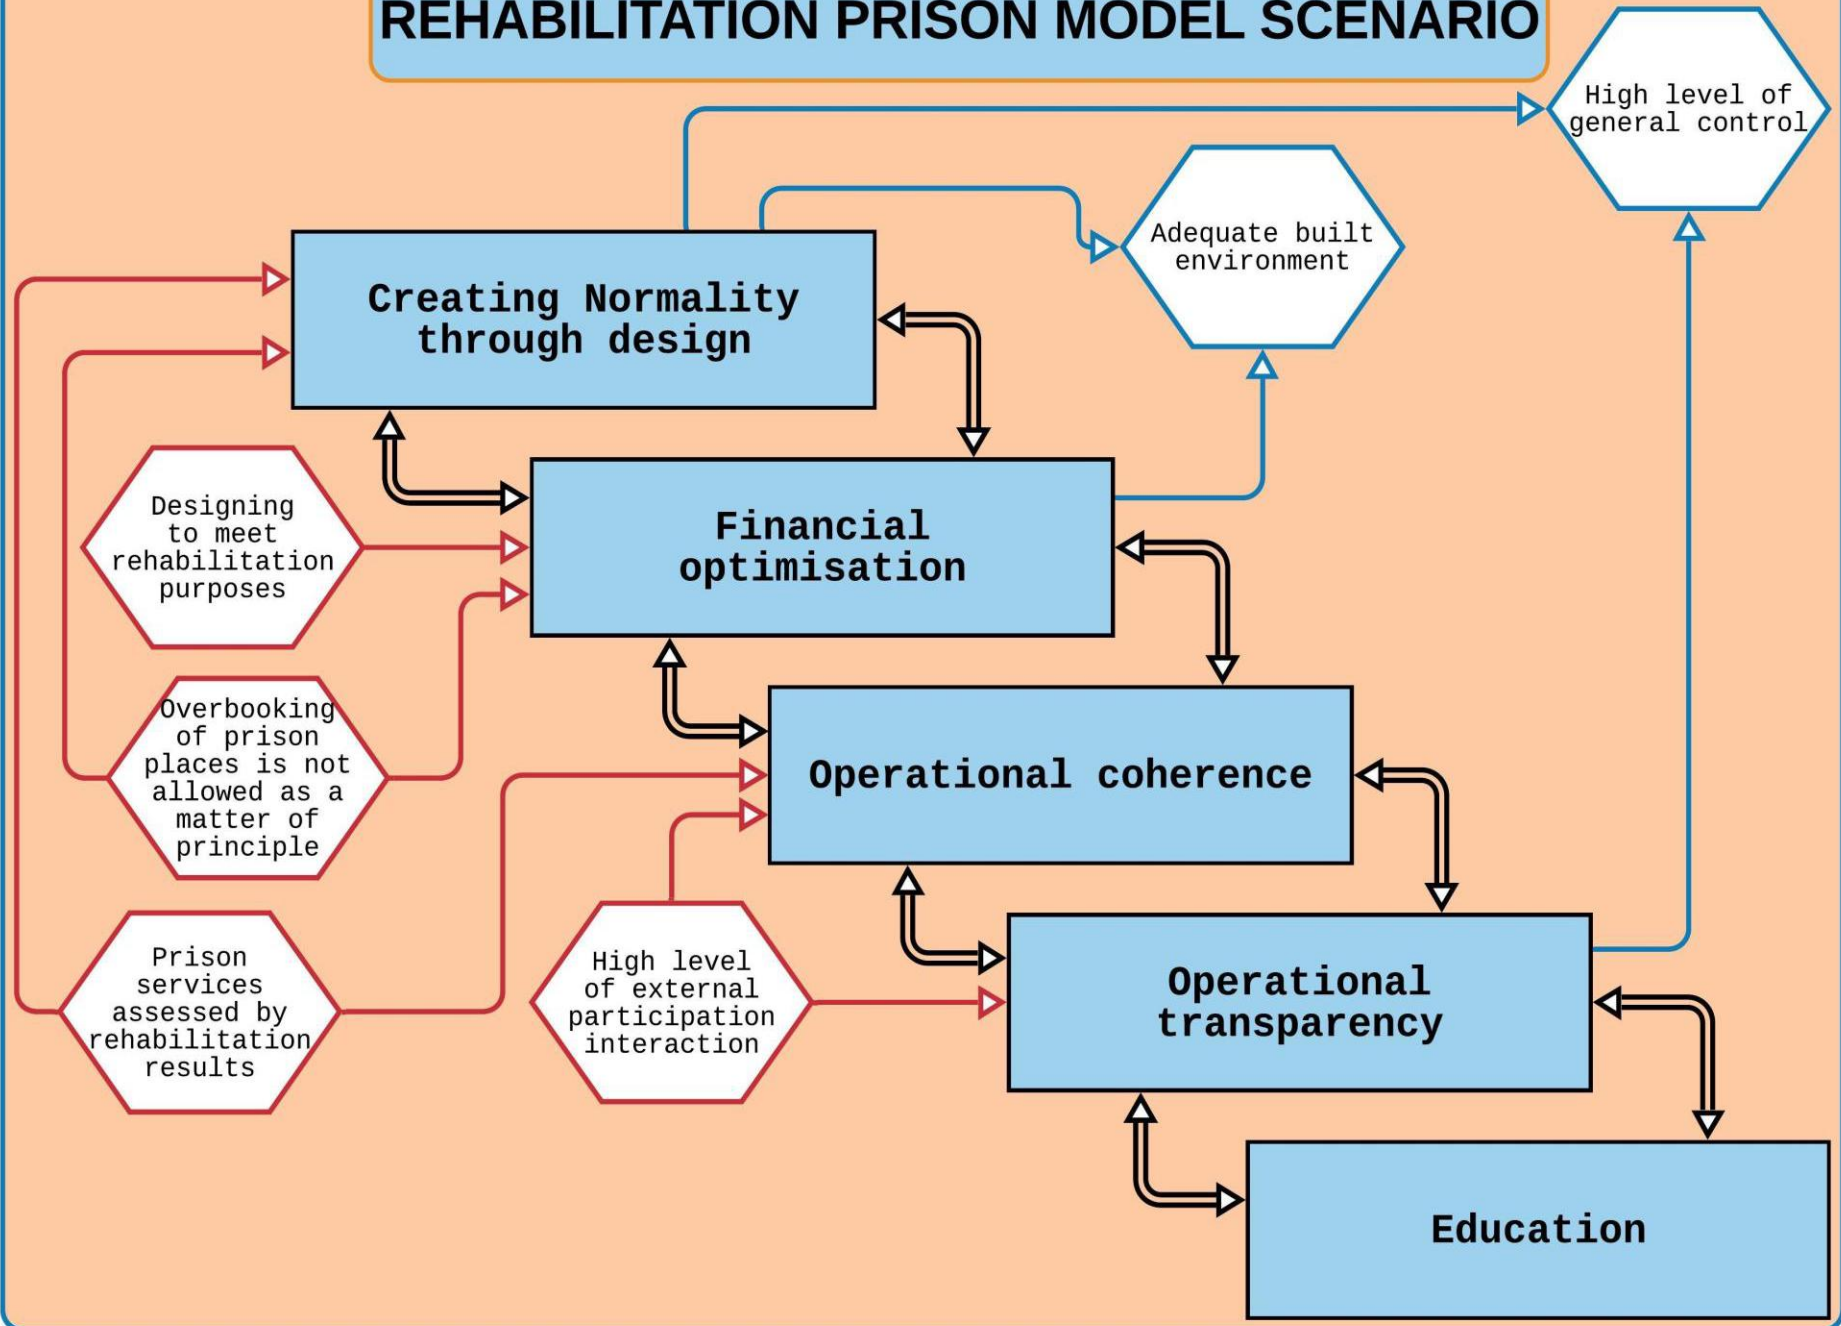 REHABILITATION PRISON MODEL SCENARIO
High level of
general control
Adequate built
environment
Creating Normality
through design
Designing
to meet
rehabilitation
purposes
Financial
optimisation
Overbooking
of prison
places is not
allowed as a
matter of
principle
Operational coherence
Prison
services
assessed by
rehabilitation
results
High level
of external
participation
interaction
Operational
transparency
Education